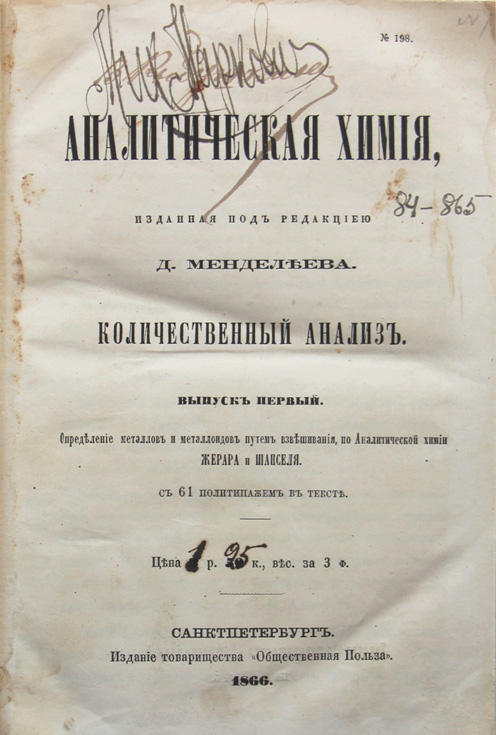 № 198.
АНАЛИТИЧЕСКАЯ ХИМІЯ,
84-865
ИЗДАННАЯ ПОДЪ РЕДАКЦІЕЮ
Д. МЕНДЕЛѢЕВА.
КОЛИЧЕСТВЕННЫЙ АНАЛИЗЪ.
ВЫПУСКЪ ПЕРВЫЙ.
Опредѣленіе металловъ и металлоидовъ путемъ взвѣшиванія, по Аналитической химіи
ЖЕРАРА и ШАНСЕЛЯ.
СЪ 61 ПОЛИТИПАЖЕМЪ ВЪ ТЕКСТѢ.
Цѣна 1 р. 25 к., вѣс. за 3 Ф.
САНКТПЕТЕРБУРГЪ.
Изданіе товарищества «Общественная Польза».
1866.